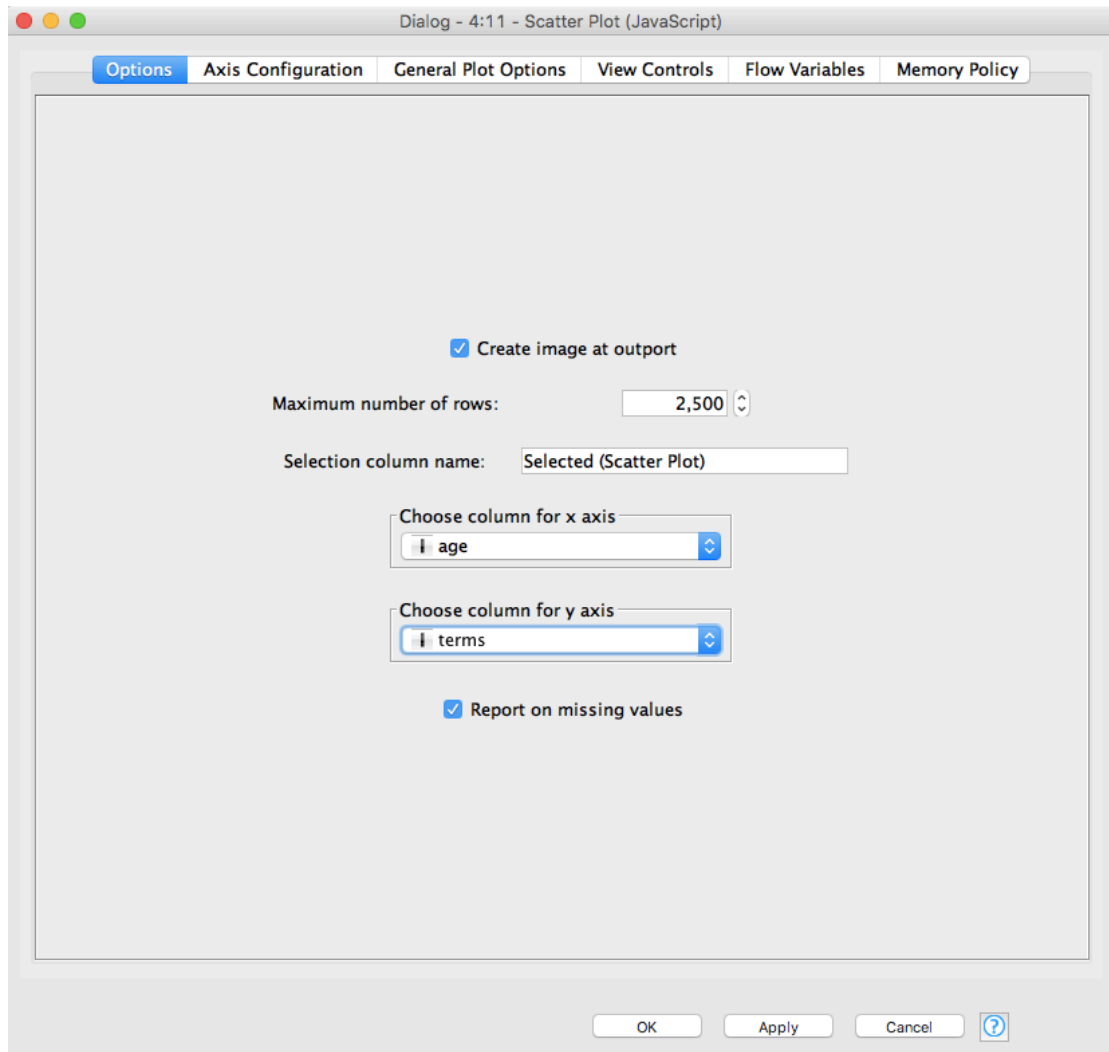 Dialog - 4:11 - Scatter Plot (JavaScript)
Options Axis Configuration General Plot Options View Controls Flow Variables Memory Policy
Create image at outport
Maximum number of rows: 2,500
Selection column name: Selected (Scatter Plot)
Choose column for x axis
I age
Choose column for y axis
I terms
Report on missing values
OK Apply Cancel ?